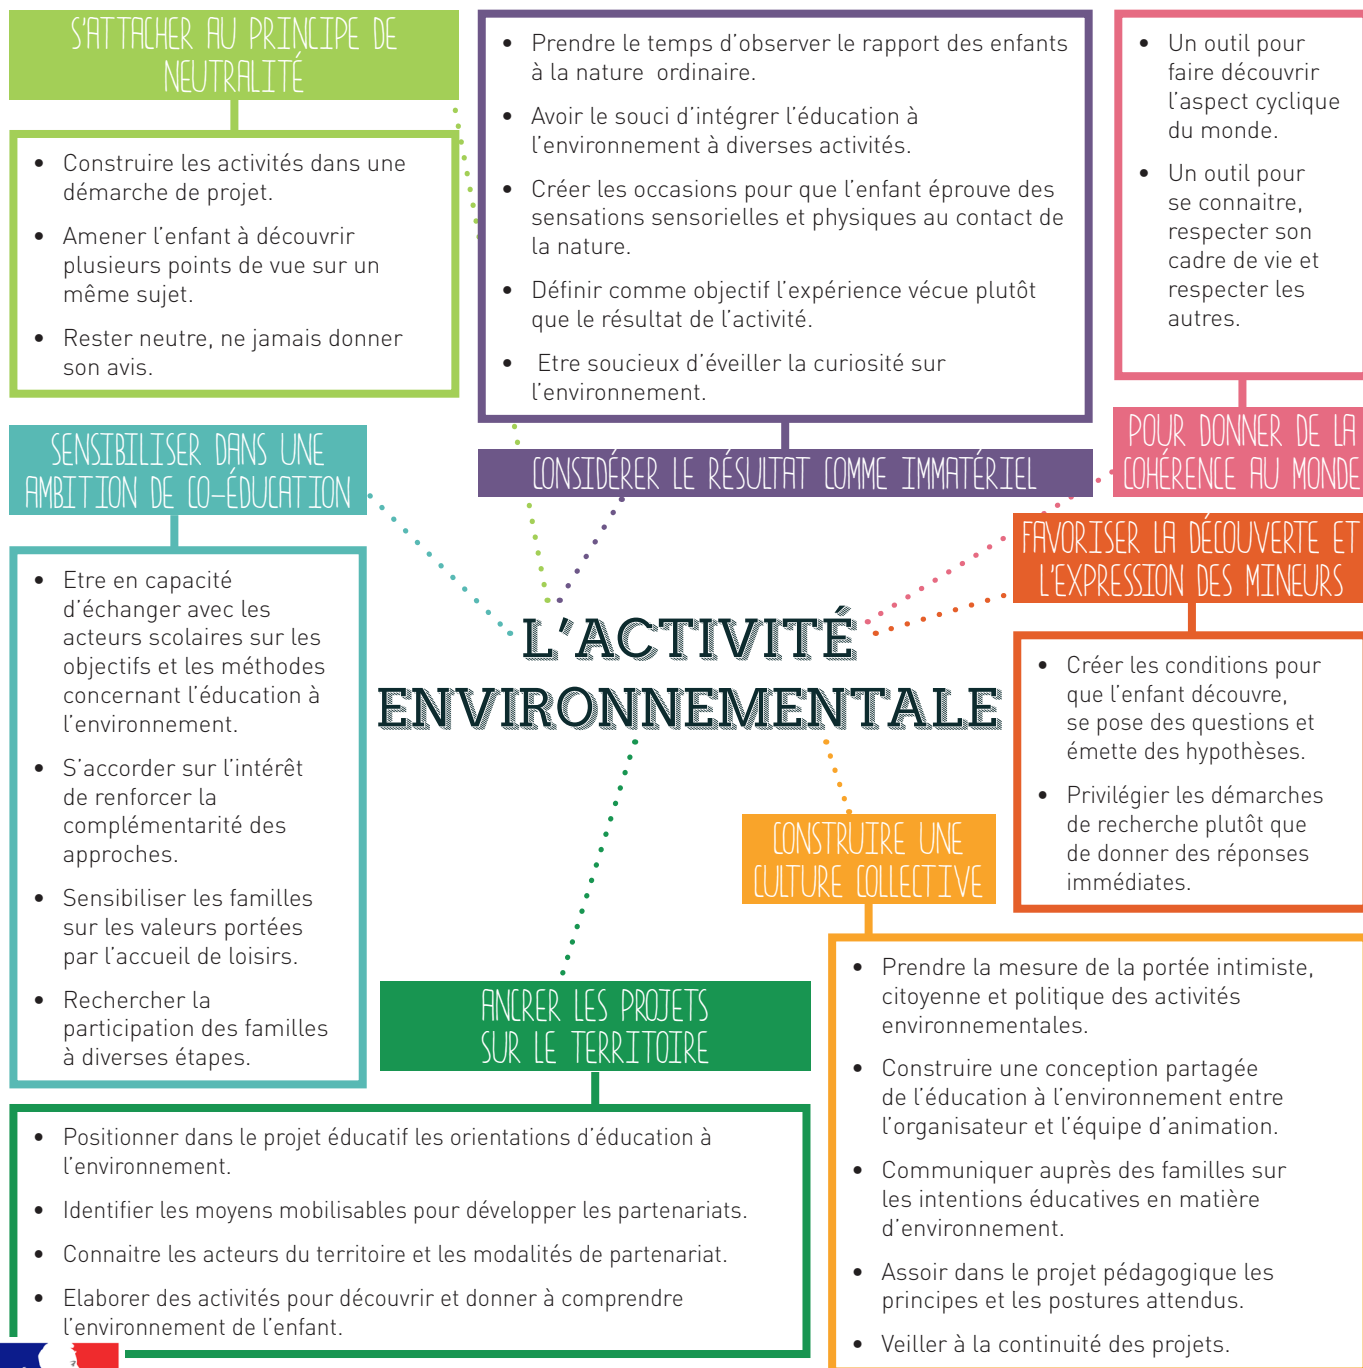 S'ATTACHER AU PRINCIPE DE
NEUTRALITÉ
• Construire les activités dans une
démarche de projet.
• Amener l'enfant à découvrir
plusieurs points de vue sur un
même sujet.
• Rester neutre, ne jamais donner
son avis.
• Prendre le temps d'observer le rapport des enfants
à la nature ordinaire.
• Avoir le souci d'intégrer l'éducation à
l'environnement à diverses activités.
• Créer les occasions pour que l'enfant éprouve des
sensations sensorielles et physiques au contact de
la nature.
• Définir comme objectif l'expérience vécue plutôt
que le résultat de l'activité.
• Etre soucieux d'éveiller la curiosité sur
l'environnement.
CONSIDÉRER LE RÉSULTAT COMME IMMATÉRIEL
• Un outil pour
faire découvrir
l'aspect cyclique
du monde.
• Un outil pour
se connaitre,
respecter son
cadre de vie et
respecter les
autres.
POUR DONNER DE LA
COHÉRENCE AU MONDE
SENSIBILISER DANS UNE
AMBITION DE CO-ÉDUCATION
• Etre en capacité
d'échanger avec les
acteurs scolaires sur les
objectifs et les méthodes
concernant l'éducation à
l'environnement.
• S'accorder sur l'intérêt
de renforcer la
complémentarité des
approches.
• Sensibiliser les familles
sur les valeurs portées
par l'accueil de loisirs.
• Rechercher la
participation des familles
à diverses étapes.
L'ACTIVITÉ
ENVIRONNEMENTALE
FAVORISER LA DÉCOUVERTE ET
L'EXPRESSION DES MINEURS
• Créer les conditions pour
que l'enfant découvre,
se pose des questions et
émette des hypothèses.
• Privilégier les démarches
de recherche plutôt que
de donner des réponses
immédiates.
ANCRER LES PROJETS
SUR LE TERRITOIRE
• Positionner dans le projet éducatif les orientations d'éducation à
l'environnement.
• Identifier les moyens mobilisables pour développer les partenariats.
• Connaitre les acteurs du territoire et les modalités de partenariat.
• Elaborer des activités pour découvrir et donner à comprendre
l'environnement de l'enfant.
CONSTRUIRE UNE
CULTURE COLLECTIVE
• Prendre la mesure de la portée intimiste,
citoyenne et politique des activités
environnementales.
• Construire une conception partagée
de l'éducation à l'environnement entre
l'organisateur et l'équipe d'animation.
• Communiquer auprès des familles sur
les intentions éducatives en matière
d'environnement.
• Assoir dans le projet pédagogique les
principes et les postures attendus.
• Veiller à la continuité des projets.